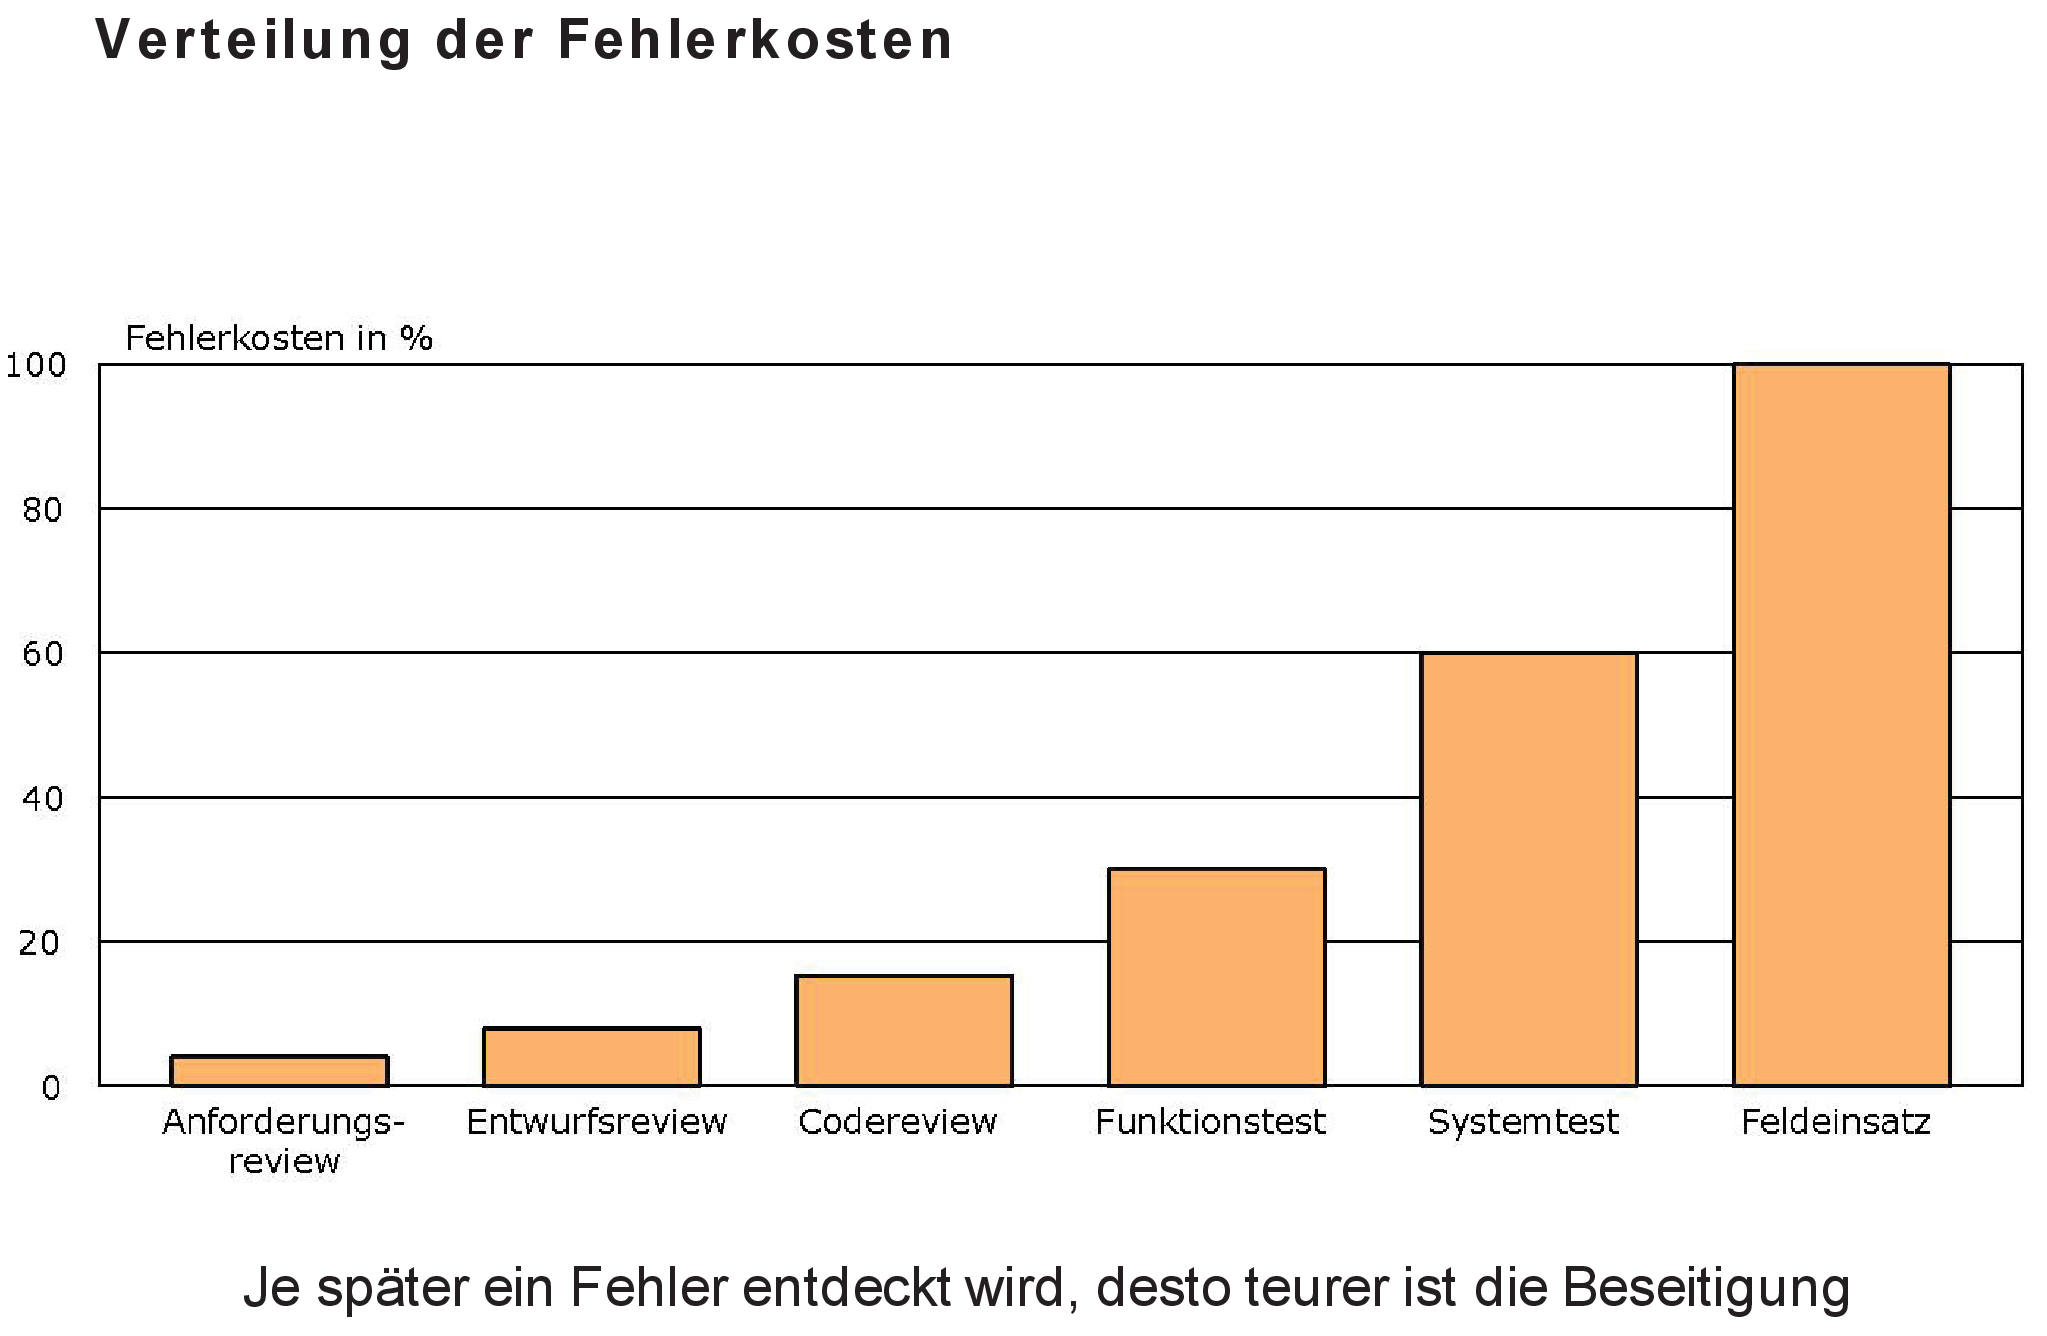 Verteilung der Fehlerkosten
Fehlerkosten in %
100
80
60
40
20
0
Anforderungs-
review
Entwurfsreview
Codereview
Funktionstest
Systemtest
Feldeinsatz
Je später ein Fehler entdeckt wird, desto teurer ist die Beseitigung